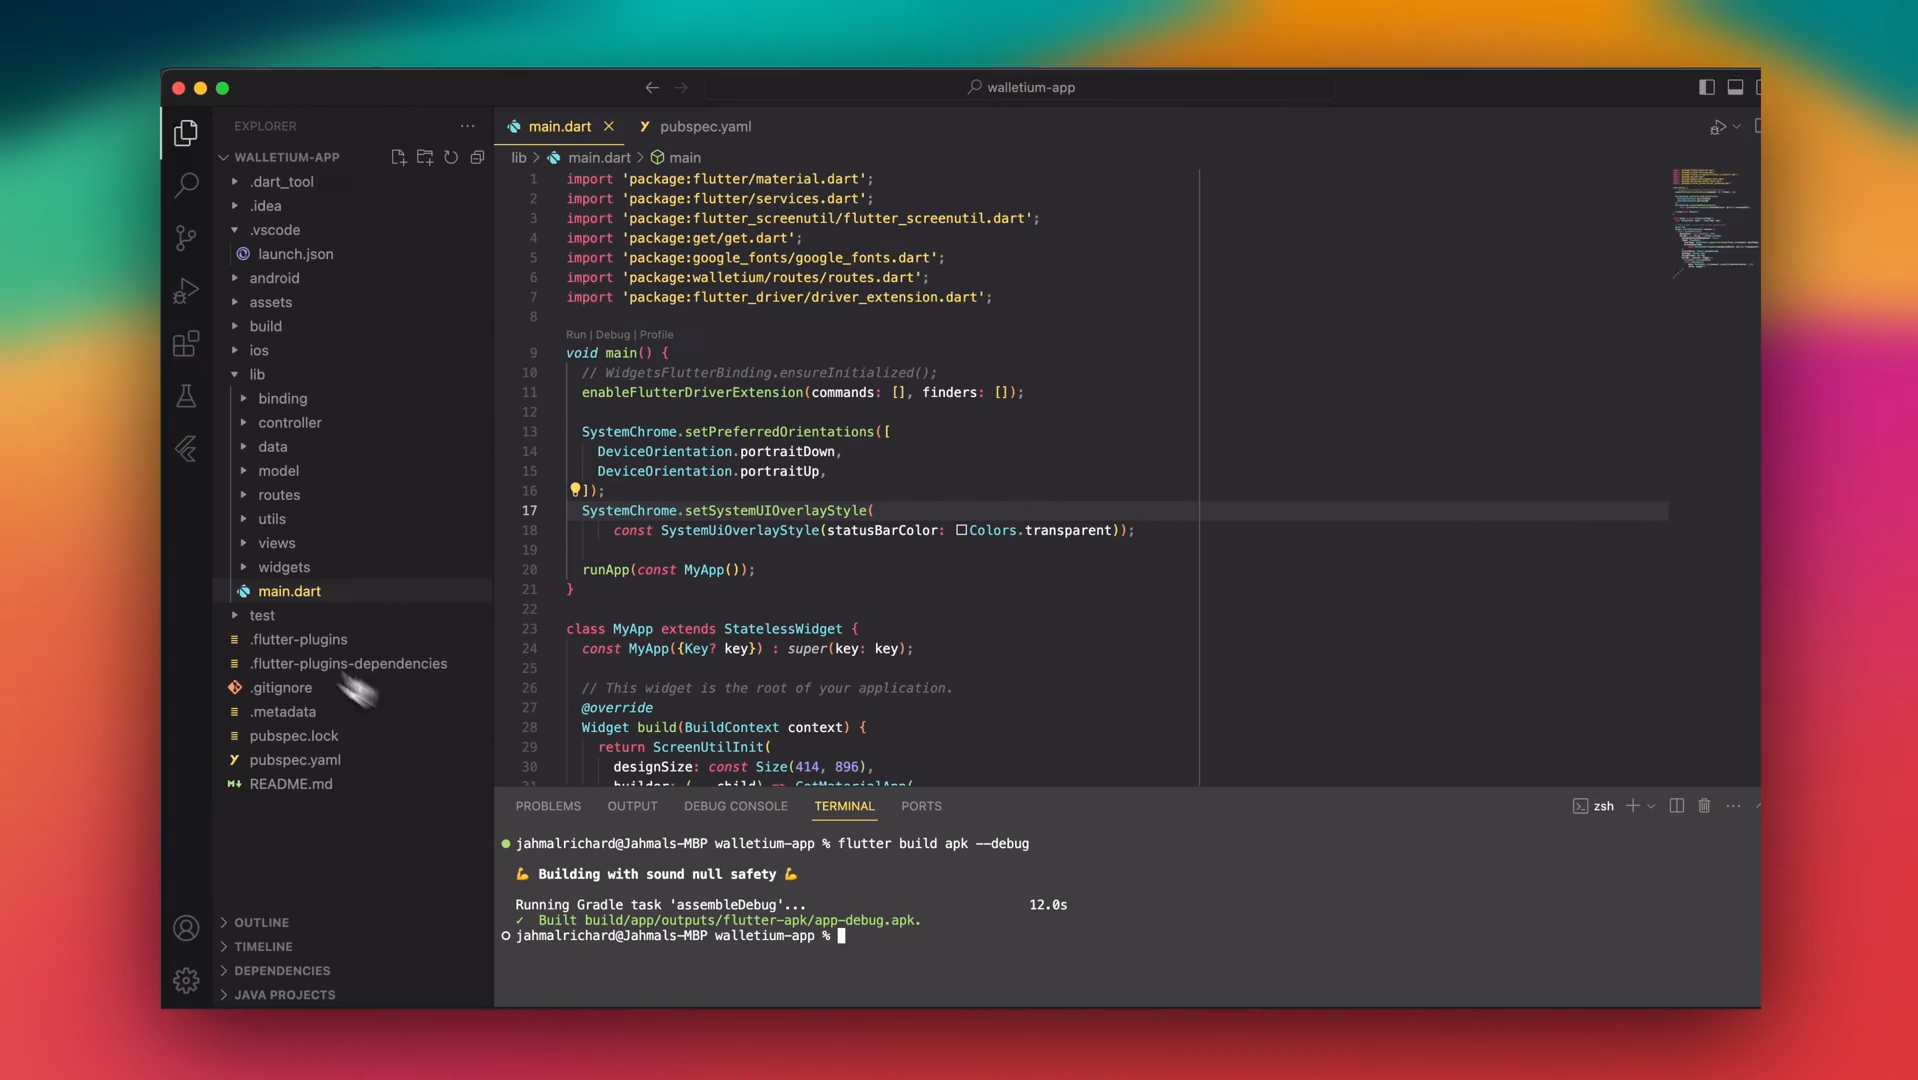 walletium-app
EXPLORER
WALLETIUM-APP
.dart_tool
.idea
.vscode
launch.json
android
assets
build
ios
lib
binding
controller
data
model
routes
utils
views
widgets
main.dart
test
.flutter-plugins
.flutter-plugins-dependencies
.gitignore
.metadata
pubspec.lock
pubspec.yaml
README.md
OUTLINE
TIMELINE
DEPENDENCIES
JAVA PROJECTS
main.dart
pubspec.yaml
lib > main.dart > main
1 import 'package:flutter/material.dart';
2 import 'package:flutter/services.dart';
3 import 'package:flutter_screenutil/flutter_screenutil.dart';
4 import 'package:get/get.dart';
5 import 'package:google_fonts/google_fonts.dart';
6 import 'package:walletium/routes/routes.dart';
7 import 'package:flutter_driver/driver_extension.dart';
8
Run | Debug | Profile
9 void main() {
10 // WidgetsFlutterBinding.ensureInitialized();
11 enableFlutterDriverExtension(commands: [], finders: []);
12
13 SystemChrome.setPreferredOrientations([
14 DeviceOrientation.portraitDown,
15 DeviceOrientation.portraitUp,
16 ]);
17 SystemChrome.setSystemUIOverlayStyle(
18 const SystemUiOverlayStyle(statusBarColor: Colors.transparent));
19
20 runApp(const MyApp());
21 }
22
23 class MyApp extends StatelessWidget {
24 const MyApp({Key? key}) : super(key: key);
25
26 // This widget is the root of your application.
27 @override
28 Widget build(BuildContext context) {
29 return ScreenUtilInit(
30 designSize: const Size(414, 896),
PROBLEMS OUTPUT DEBUG CONSOLE TERMINAL PORTS
zsh
jahmalrichard@Jahmals-MBP walletium-app % flutter build apk --debug
💪 Building with sound null safety 💪
Running Gradle task 'assembleDebug'... 12.0s
✓ Built build/app/outputs/flutter-apk/app-debug.apk.
jahmalrichard@Jahmals-MBP walletium-app %